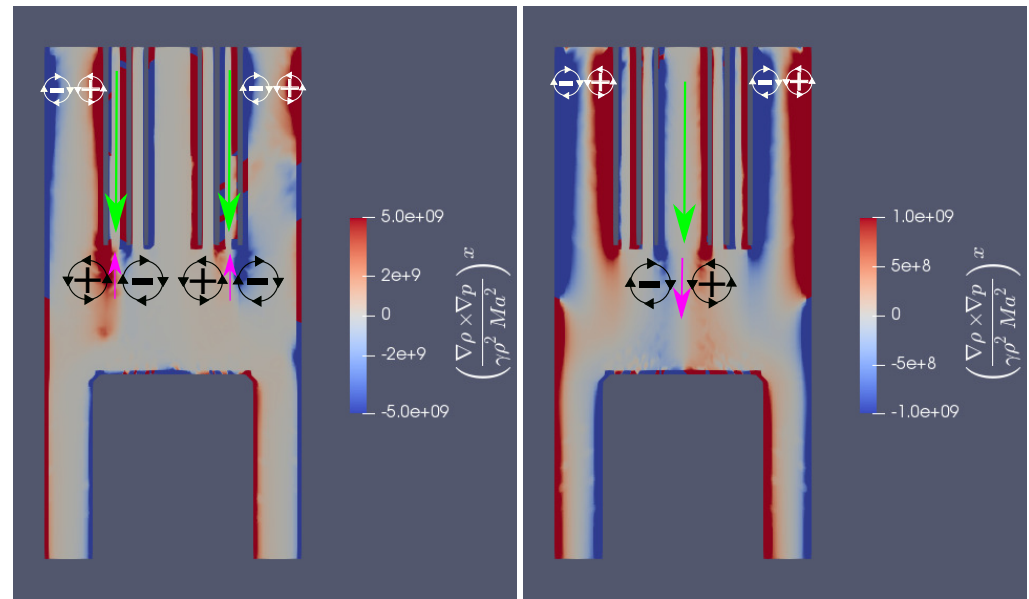 - + - +
+ - + -
5.0e+09
2e+9
0
-2e+9
-5.0e+09
(∇ρ×∇p / γρ² Ma²) x
- + - +
- +
1.0e+09
5e+8
0
-5e+8
-1.0e+09
(∇ρ×∇p / γρ² Ma²) x